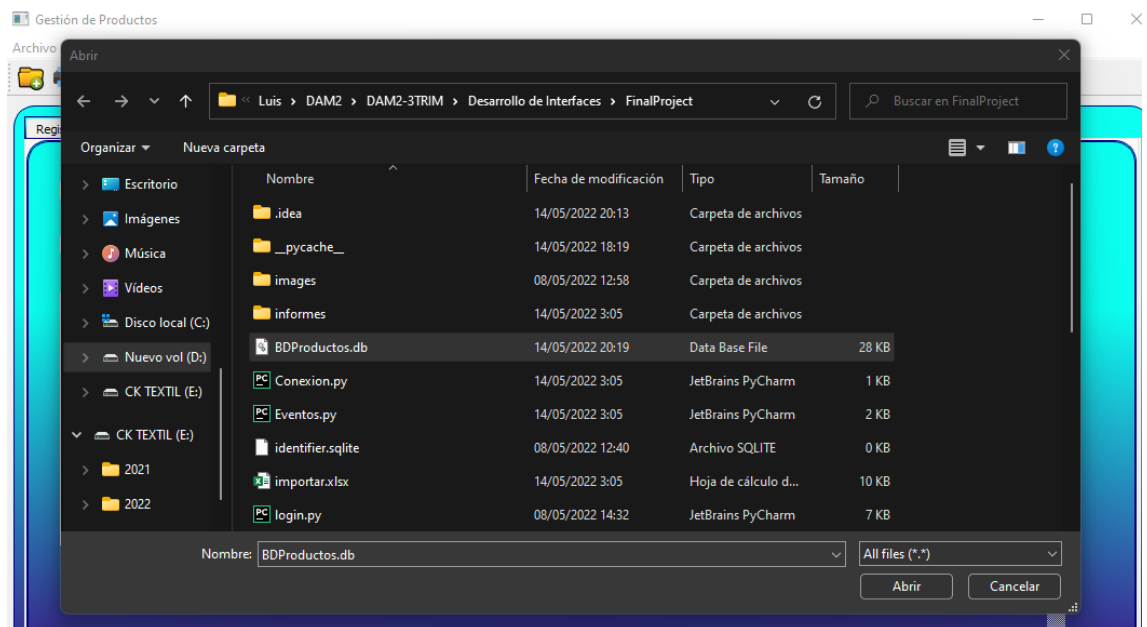 Gestión de Productos
Archivo
Abrir
« Luis > DAM2 > DAM2-3TRIM > Desarrollo de Interfaces > FinalProject
Buscar en FinalProject
Regi
Organizar
Nueva carpeta
Escritorio
Imágenes
Música
Vídeos
Disco local (C:)
Nuevo vol (D:)
CK TEXTIL (E:)
CK TEXTIL (E:)
2021
2022
Nombre Fecha de modificación Tipo Tamaño
.idea 14/05/2022 20:13 Carpeta de archivos
__pycache__ 14/05/2022 18:19 Carpeta de archivos
images 08/05/2022 12:58 Carpeta de archivos
informes 14/05/2022 3:05 Carpeta de archivos
BDProductos.db 14/05/2022 20:19 Data Base File 28 KB
Conexion.py 14/05/2022 3:05 JetBrains PyCharm 1 KB
Eventos.py 14/05/2022 3:05 JetBrains PyCharm 2 KB
identifier.sqlite 08/05/2022 12:40 Archivo SQLITE 0 KB
importar.xlsx 14/05/2022 3:05 Hoja de cálculo d... 10 KB
login.py 08/05/2022 14:32 JetBrains PyCharm 7 KB
Nombre: BDProductos.db
All files (*.*)
Abrir
Cancelar